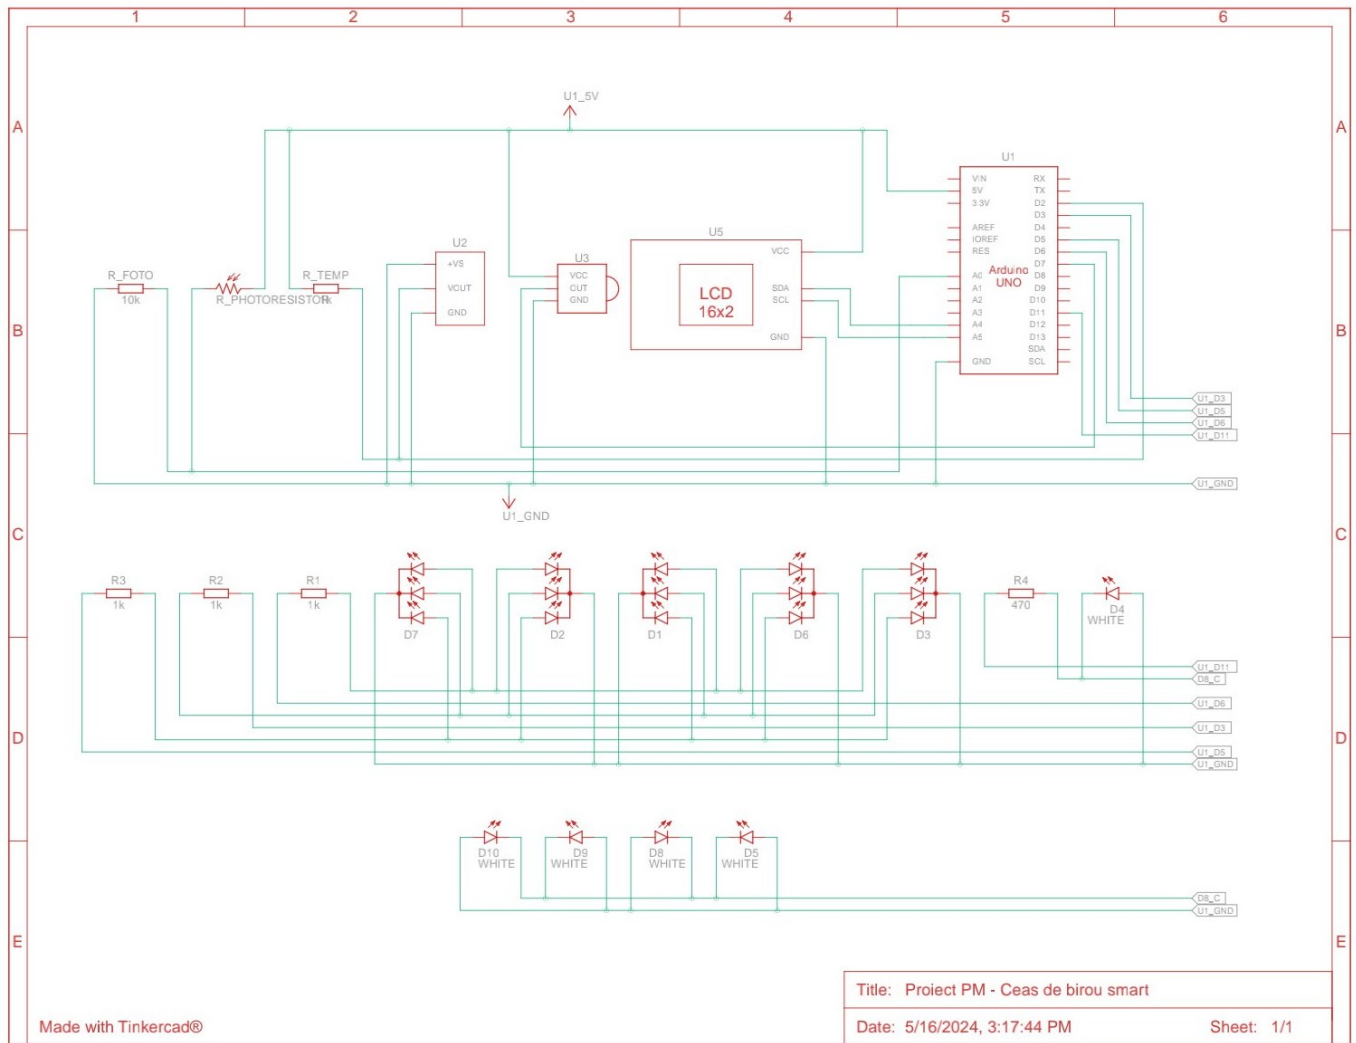 1 2 3 4 5 6
A A
U1_5V
U1
VIN RX
5V TX
3.3V D2
D3
AREF D4
IOREF D5
RES D6
D7
A0 D8
A1 D9
A2 D10
A3 D11
A4 D12
A5 D13
SDA
GND SCL
Arduino
UNO
U2
+VS
VOUT
GND
U3
VCC
OUT
GND
U5
VCC
SDA
SCL
GND
LCD
16x2
R_FOTO
10k
R_PHOTORESISTOR
R_TEMP
B B
U1_D3
U1_D5
U1_D6
U1_D11
U1_GND
U1_GND
C C
R3
1k
R2
1k
R1
1k
D7
D2
D1
D6
D3
R4
470
D4
WHITE
U1_D11
D8_C
U1_D6
U1_D3
U1_D5
U1_GND
D D
D10
WHITE
D9
WHITE
D8
WHITE
D5
WHITE
D8_C
U1_GND
E E
Title: Proiect PM - Ceas de birou smart
Made with Tinkercad®
Date: 5/16/2024, 3:17:44 PM Sheet: 1/1